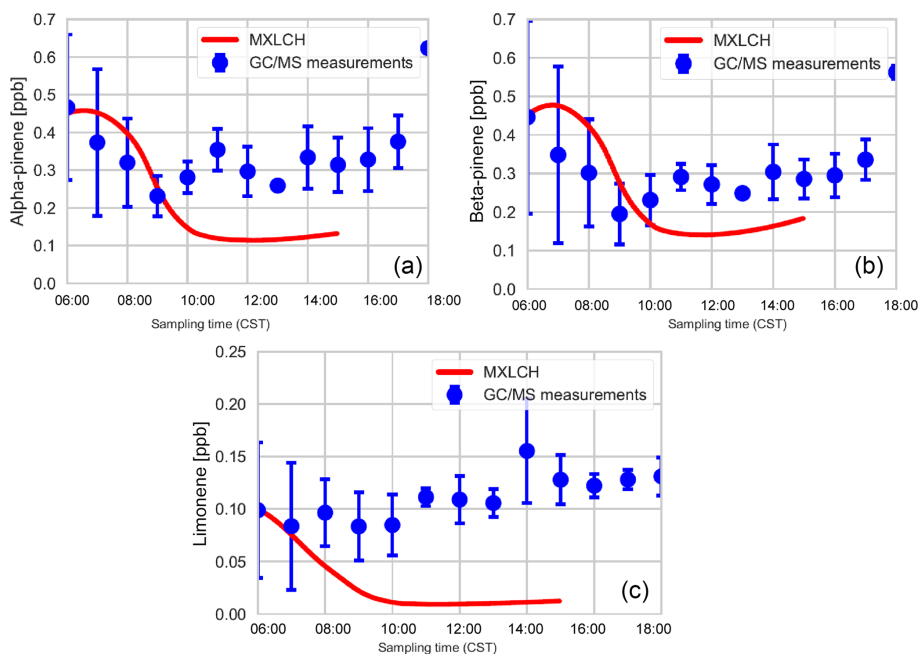 0.7
0.6
0.5
0.4
0.3
0.2
0.1
0.0
Alpha-pinene [ppb]
MXLCH
GC/MS measurements
(a)
06:00 08:00 10:00 12:00 14:00 16:00 18:00
Sampling time (CST)
0.7
0.6
0.5
0.4
0.3
0.2
0.1
0.0
Beta-pinene [ppb]
MXLCH
GC/MS measurements
(b)
06:00 08:00 10:00 12:00 14:00 16:00 18:00
Sampling time (CST)
0.25
0.20
0.15
0.10
0.05
0.00
Limonene [ppb]
MXLCH
GC/MS measurements
(c)
06:00 08:00 10:00 12:00 14:00 16:00 18:00
Sampling time (CST)